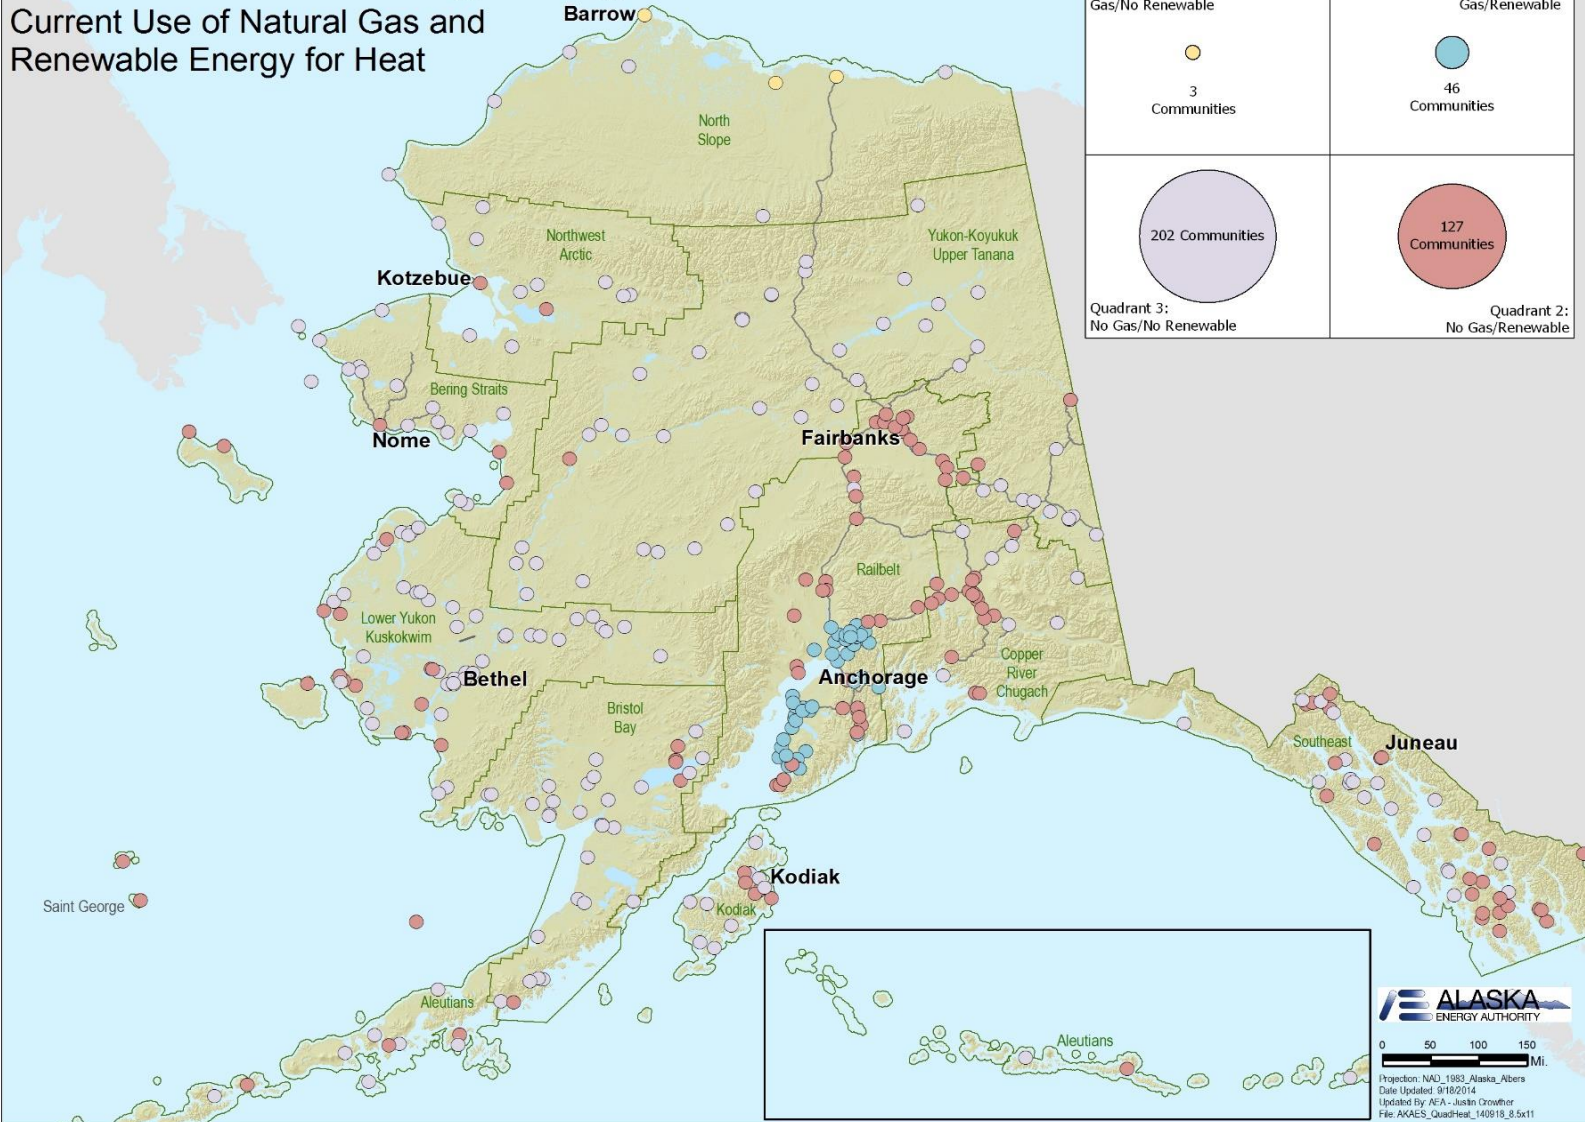 Current Use of Natural Gas and
Renewable Energy for Heat
Gas/No Renewable
Gas/Renewable
3
Communities
46
Communities
202 Communities
127
Communities
Quadrant 3:
No Gas/No Renewable
Quadrant 2:
No Gas/Renewable
Barrow
North
Slope
Northwest
Arctic
Yukon-Koyukuk
Upper Tanana
Kotzebue
Bering Straits
Nome
Fairbanks
Railbelt
Lower Yukon
Kuskokwim
Bethel
Anchorage
Copper
River
Chugach
Bristol
Bay
Southeast
Juneau
Kodiak
Kodiak
Saint George
Aleutians
Aleutians
ALASKA
ENERGY AUTHORITY
0 50 100 150
Mi.
Projection: NAD_1983_Alaska_Albers
Date Updated: 9/18/2014
Updated By: AEA - Justin Crowther
File: AKAES_QuadHeat_140918_8.5x11